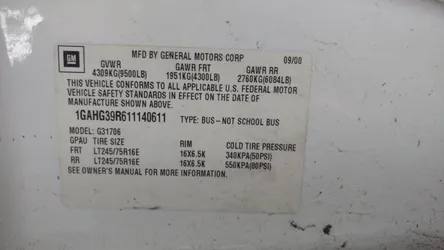 GM
MFD BY GENERAL MOTORS CORP 09/00
GVWR GAWR FRT GAWR RR
4309KG(9500LB) 1951KG(4300LB) 2760KG(6084LB)
THIS VEHICLE CONFORMS TO ALL APPLICABLE U.S. FEDERAL MOTOR
VEHICLE SAFETY STANDARDS IN EFFECT ON THE DATE OF
MANUFACTURE SHOWN ABOVE.
1GAHG39R611140611 TYPE: BUS-NOT SCHOOL BUS
MODEL: G31706
GPAU TIRE SIZE RIM COLD TIRE PRESSURE
FRT LT245/75R16E 16X6.5K 340KPA(50PSI)
RR LT245/75R16E 16X6.5K 550KPA(80PSI)
SEE OWNER'S MANUAL FOR MORE INFORMATION.